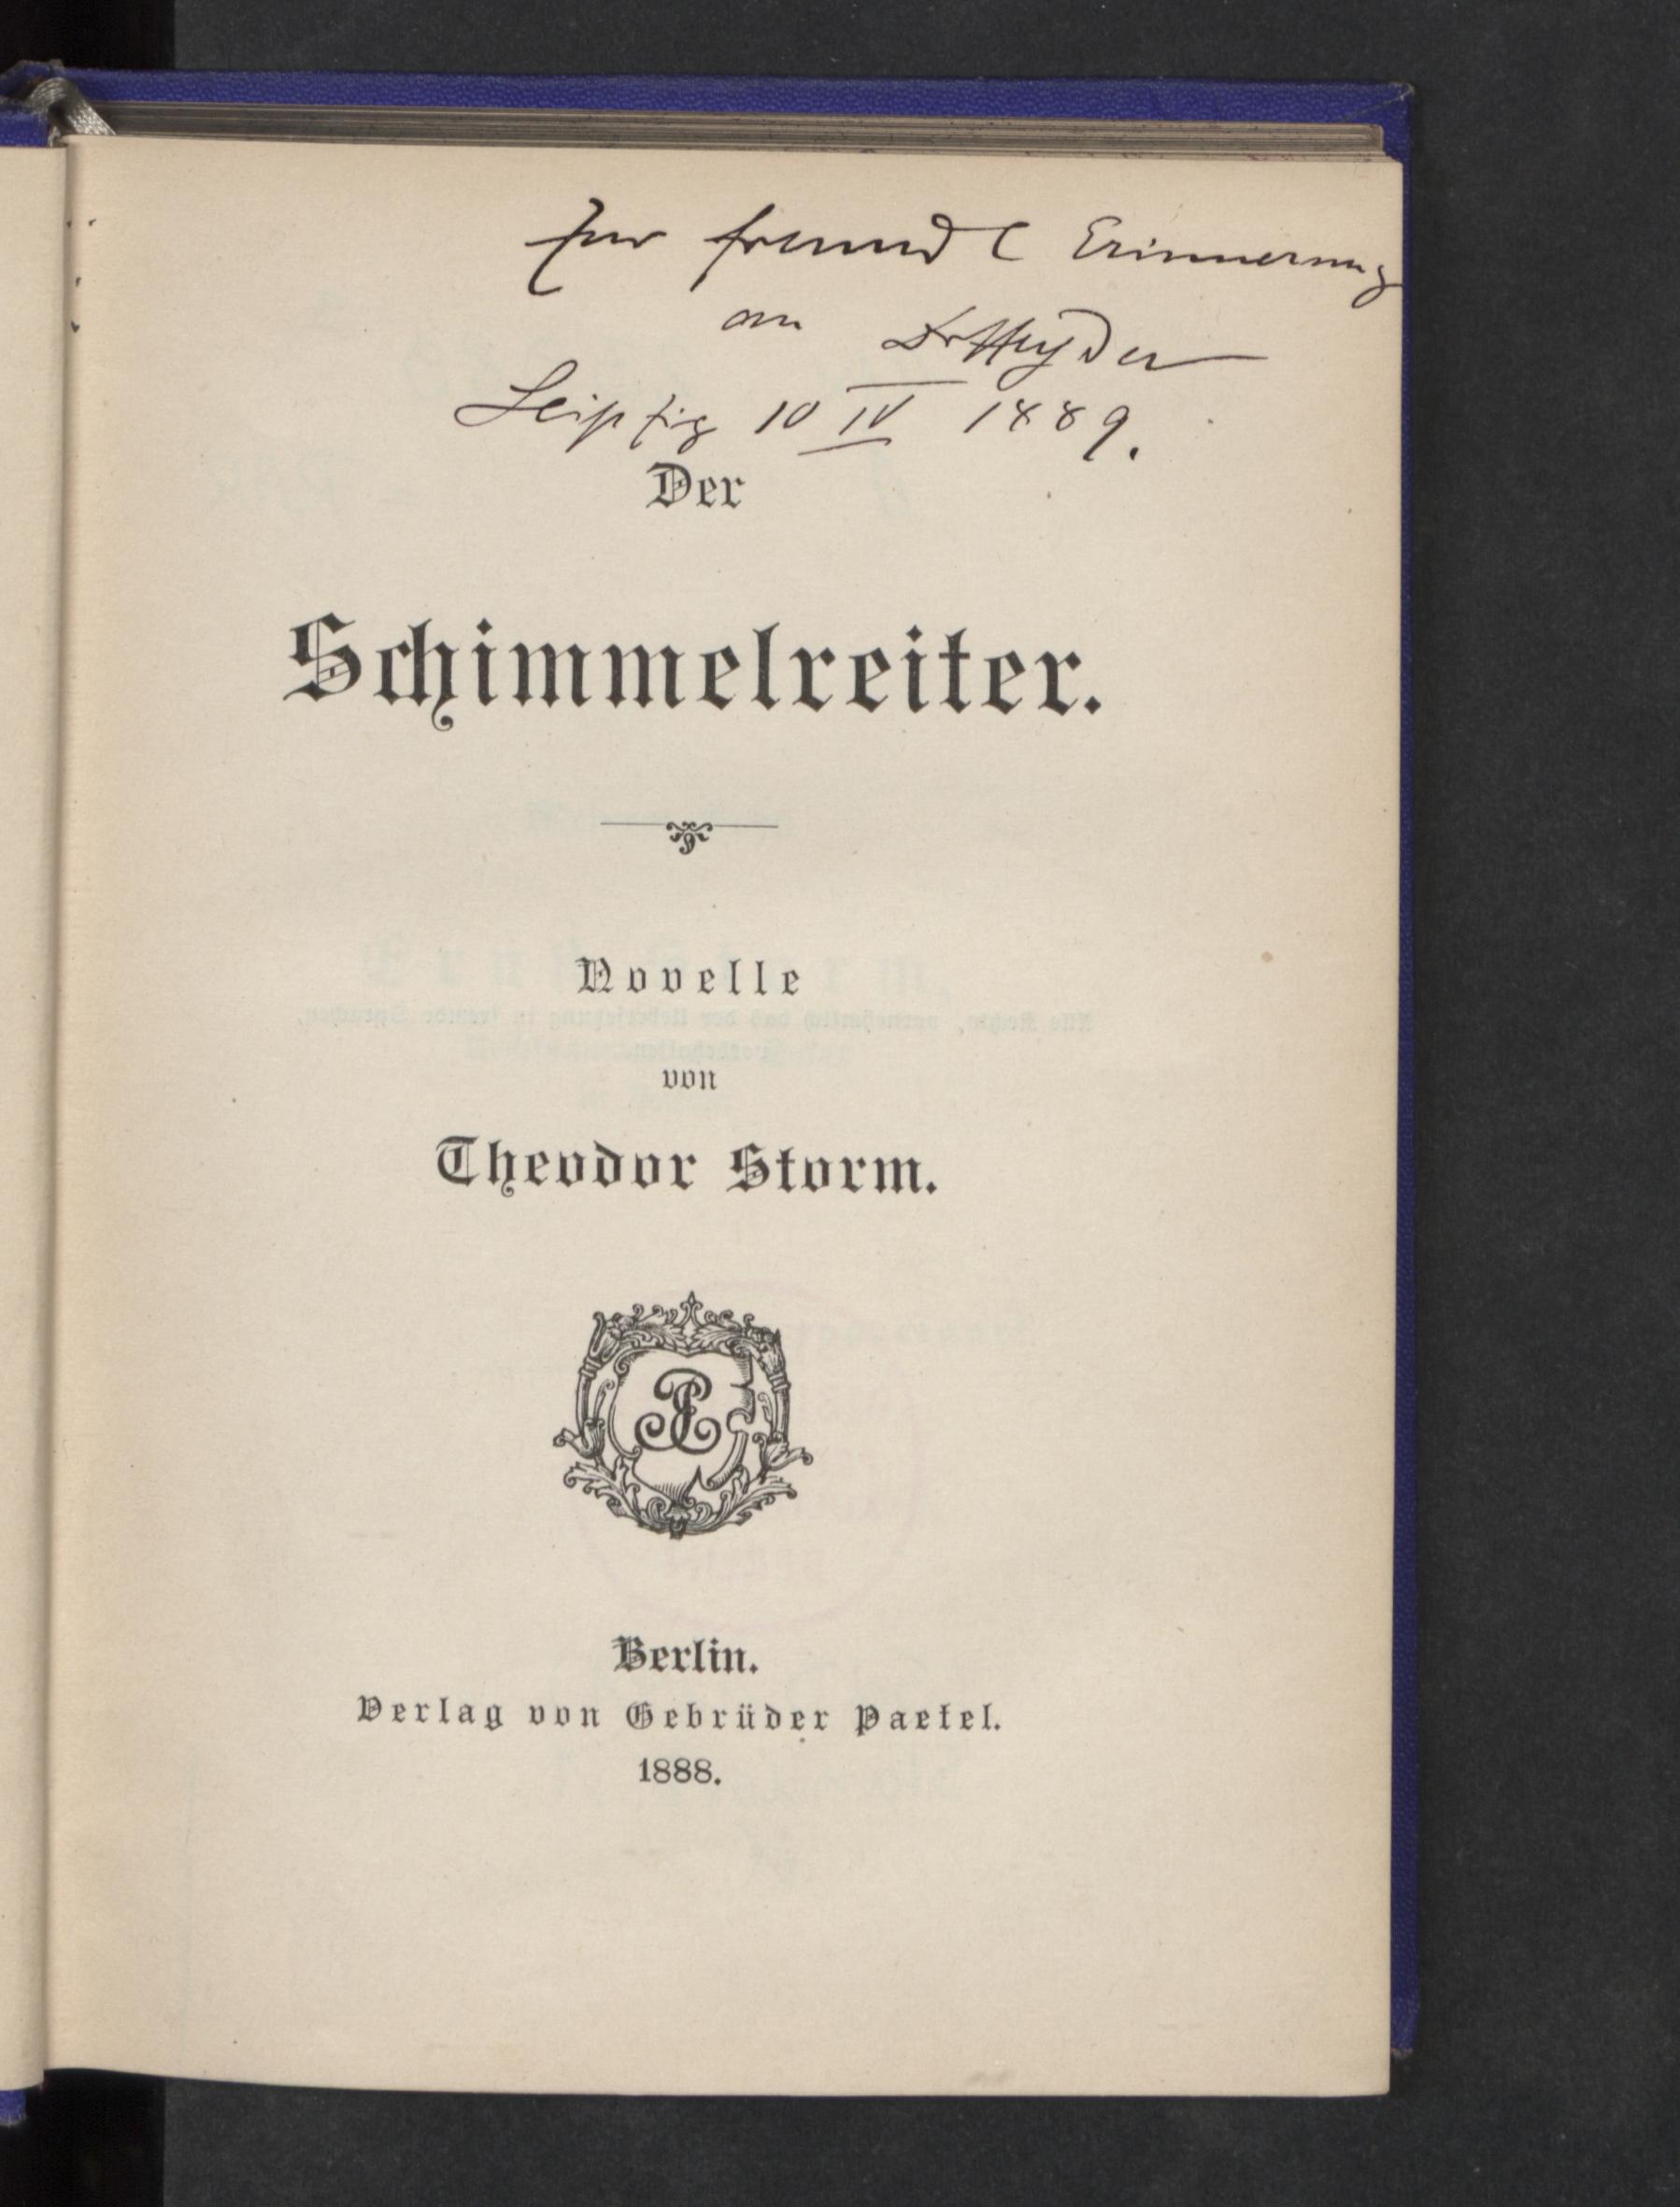 Zur freundl Erinnerung
an Dr Heyder
Leipzig 10 IV 1889.
Der
Schimmelreiter.
Novelle
von
Theodor Storm.
Berlin.
Verlag von Gebrüder Paetel.
1888.